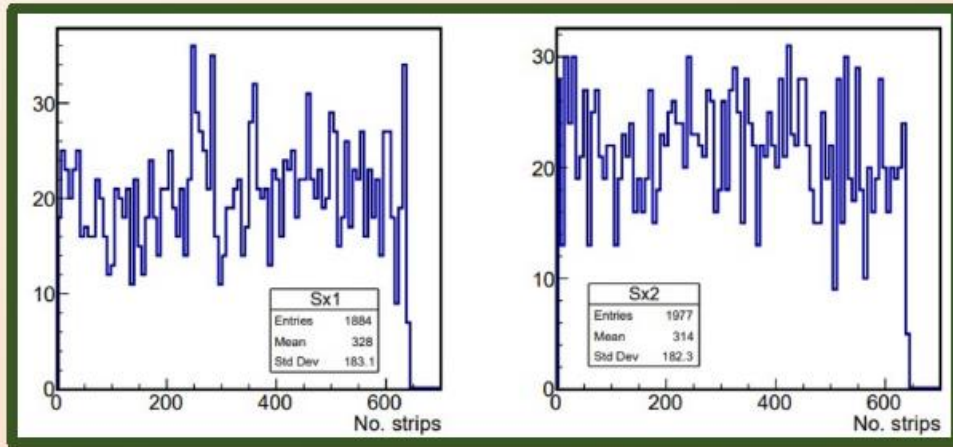 30
20
10
0
0 200 400 600
No. strips
Sx1
Entries 1884
Mean 328
Std Dev 183.1
30
20
10
0
0 200 400 600
No. strips
Sx2
Entries 1977
Mean 314
Std Dev 182.3